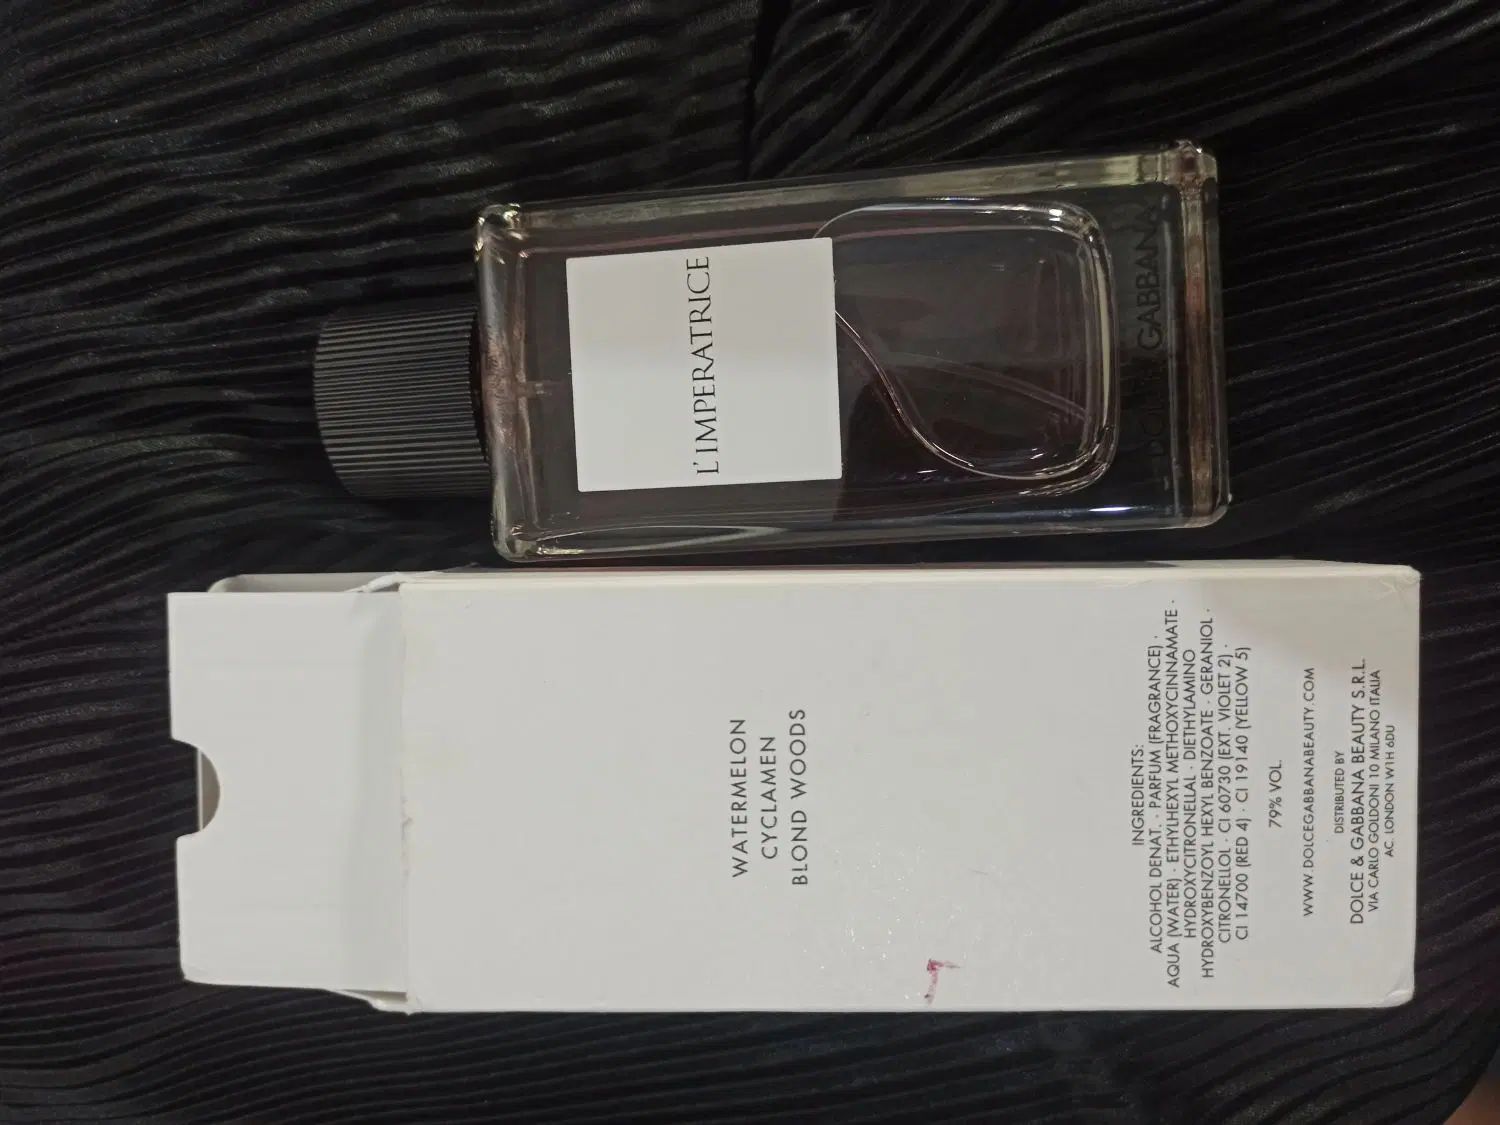 L'IMPERATRICE
DOLCE & GABBANA
WATERMELON
CYCLAMEN
BLOND WOODS
INGREDIENTS:
ALCOHOL DENAT. · PARFUM (FRAGRANCE) ·
AQUA (WATER) · ETHYLHEXYL METHOXYCINNAMATE ·
HYDROXYCITRONELLAL · DIETHYLAMINO
HYDROXYBENZOYL HEXYL BENZOATE · GERANIOL ·
CITRONELLOL · CI 60730 (EXT. VIOLET 2) ·
CI 14700 (RED 4) · CI 19140 (YELLOW 5)
79% VOL.
WWW.DOLCEGABBANABEAUTY.COM
DISTRIBUTED BY
DOLCE & GABBANA BEAUTY S.R.L.
VIA CARLO GOLDONI 10 MILANO ITALIA
AC. LONDON W1H 6DU